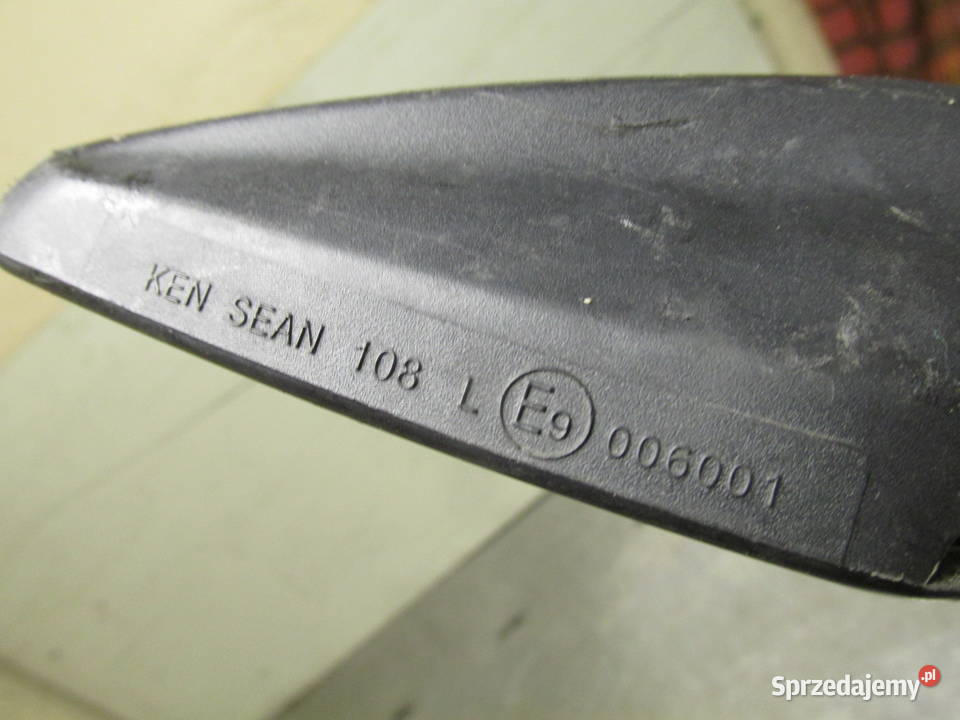 KEN SEAN 108 L E9 006001
Sprzedajemy.pl